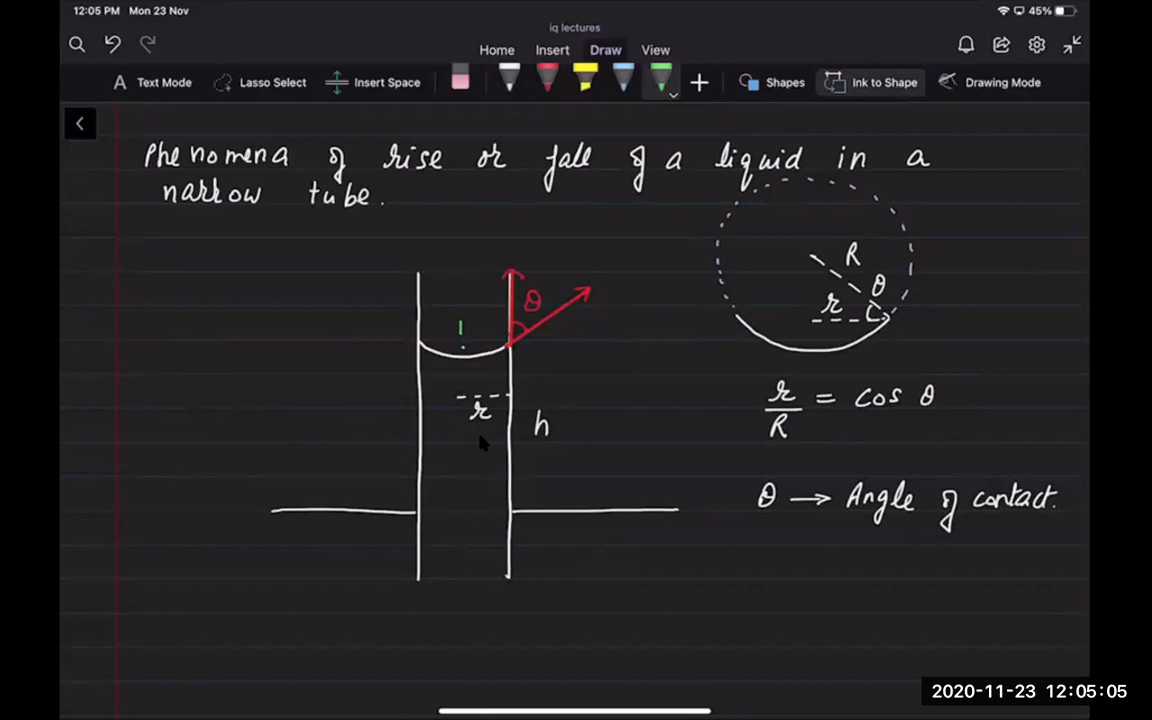 12:05 PM Mon 23 Nov
45%
iq lectures
Home Insert Draw View
A Text Mode Lasso Select Insert Space Shapes Ink to Shape Drawing Mode
Phenomena of rise or fall of a liquid in a
narrow tube.
R
θ
r
θ
1
r
h
r/R = cos θ
θ → Angle of contact.
2020-11-23 12:05:05